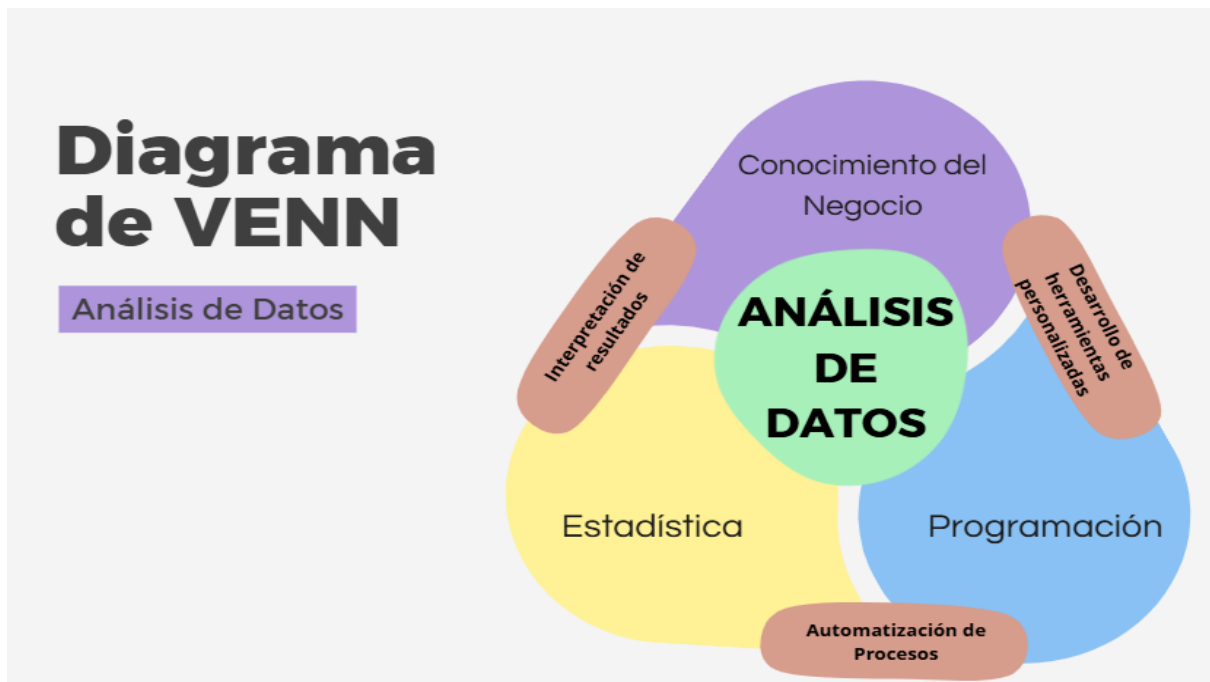 Diagrama
de VENN
Análisis de Datos
Conocimiento del
Negocio
Interpretación de
resultados
Desarrollo de
herramientas
personalizadas
ANÁLISIS
DE
DATOS
Estadística
Programación
Automatización de
Procesos